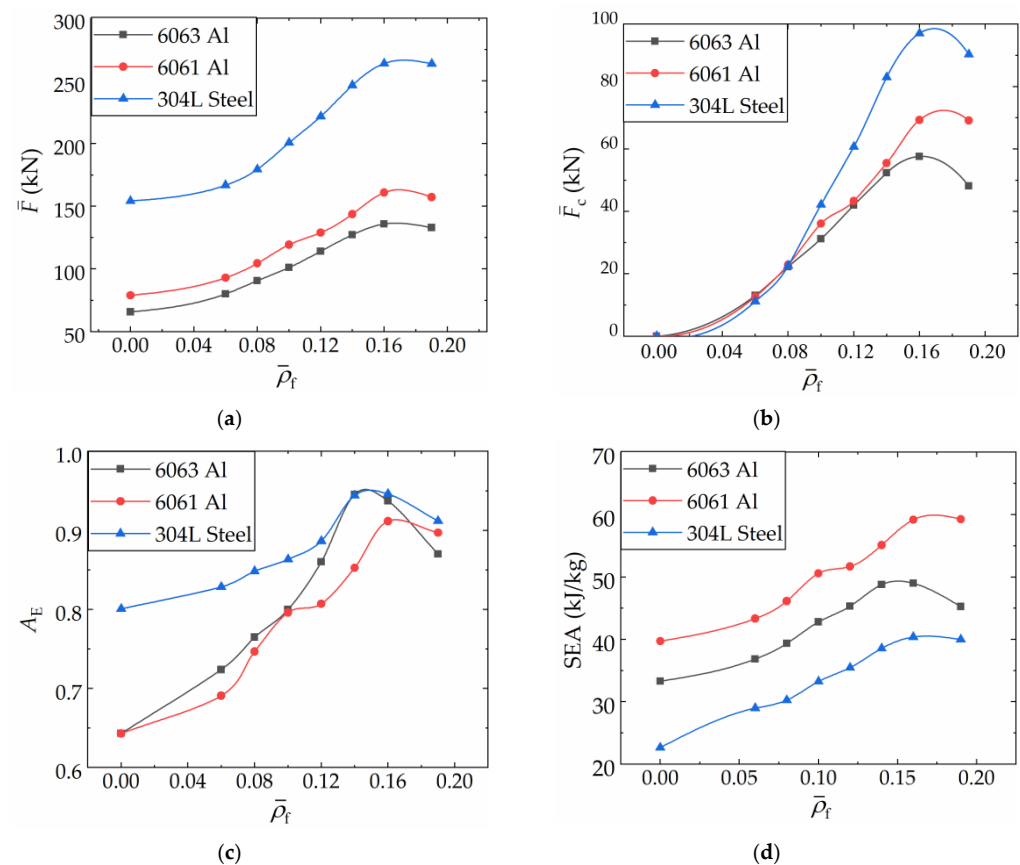 300
250
200
150
100
50
F̄ (kN)
6063 Al
6061 Al
304L Steel
0.00 0.04 0.08 0.12 0.16 0.20
ρ̄f
(a)
100
80
60
40
20
0
F̄c (kN)
6063 Al
6061 Al
304L Steel
0.00 0.04 0.08 0.12 0.16 0.20
ρ̄f
(b)
1.0
0.9
0.8
0.7
0.6
AE
6063 Al
6061 Al
304L Steel
0.00 0.04 0.08 0.12 0.16 0.20
ρ̄f
(c)
70
60
50
40
30
20
SEA (kJ/kg)
6063 Al
6061 Al
304L Steel
0.00 0.05 0.10 0.15 0.20
ρ̄f
(d)